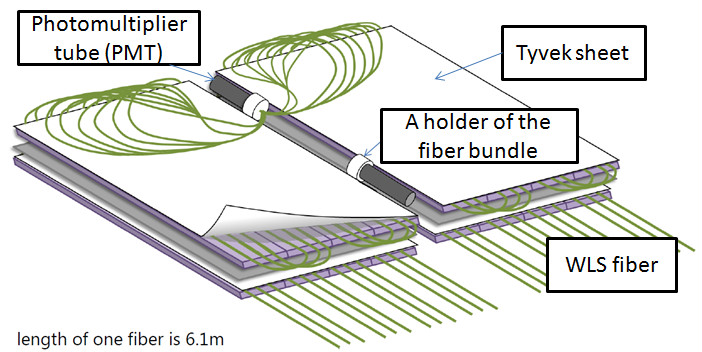 Photomultiplier
tube (PMT)
Tyvek sheet
A holder of the
fiber bundle
WLS fiber
length of one fiber is 6.1m